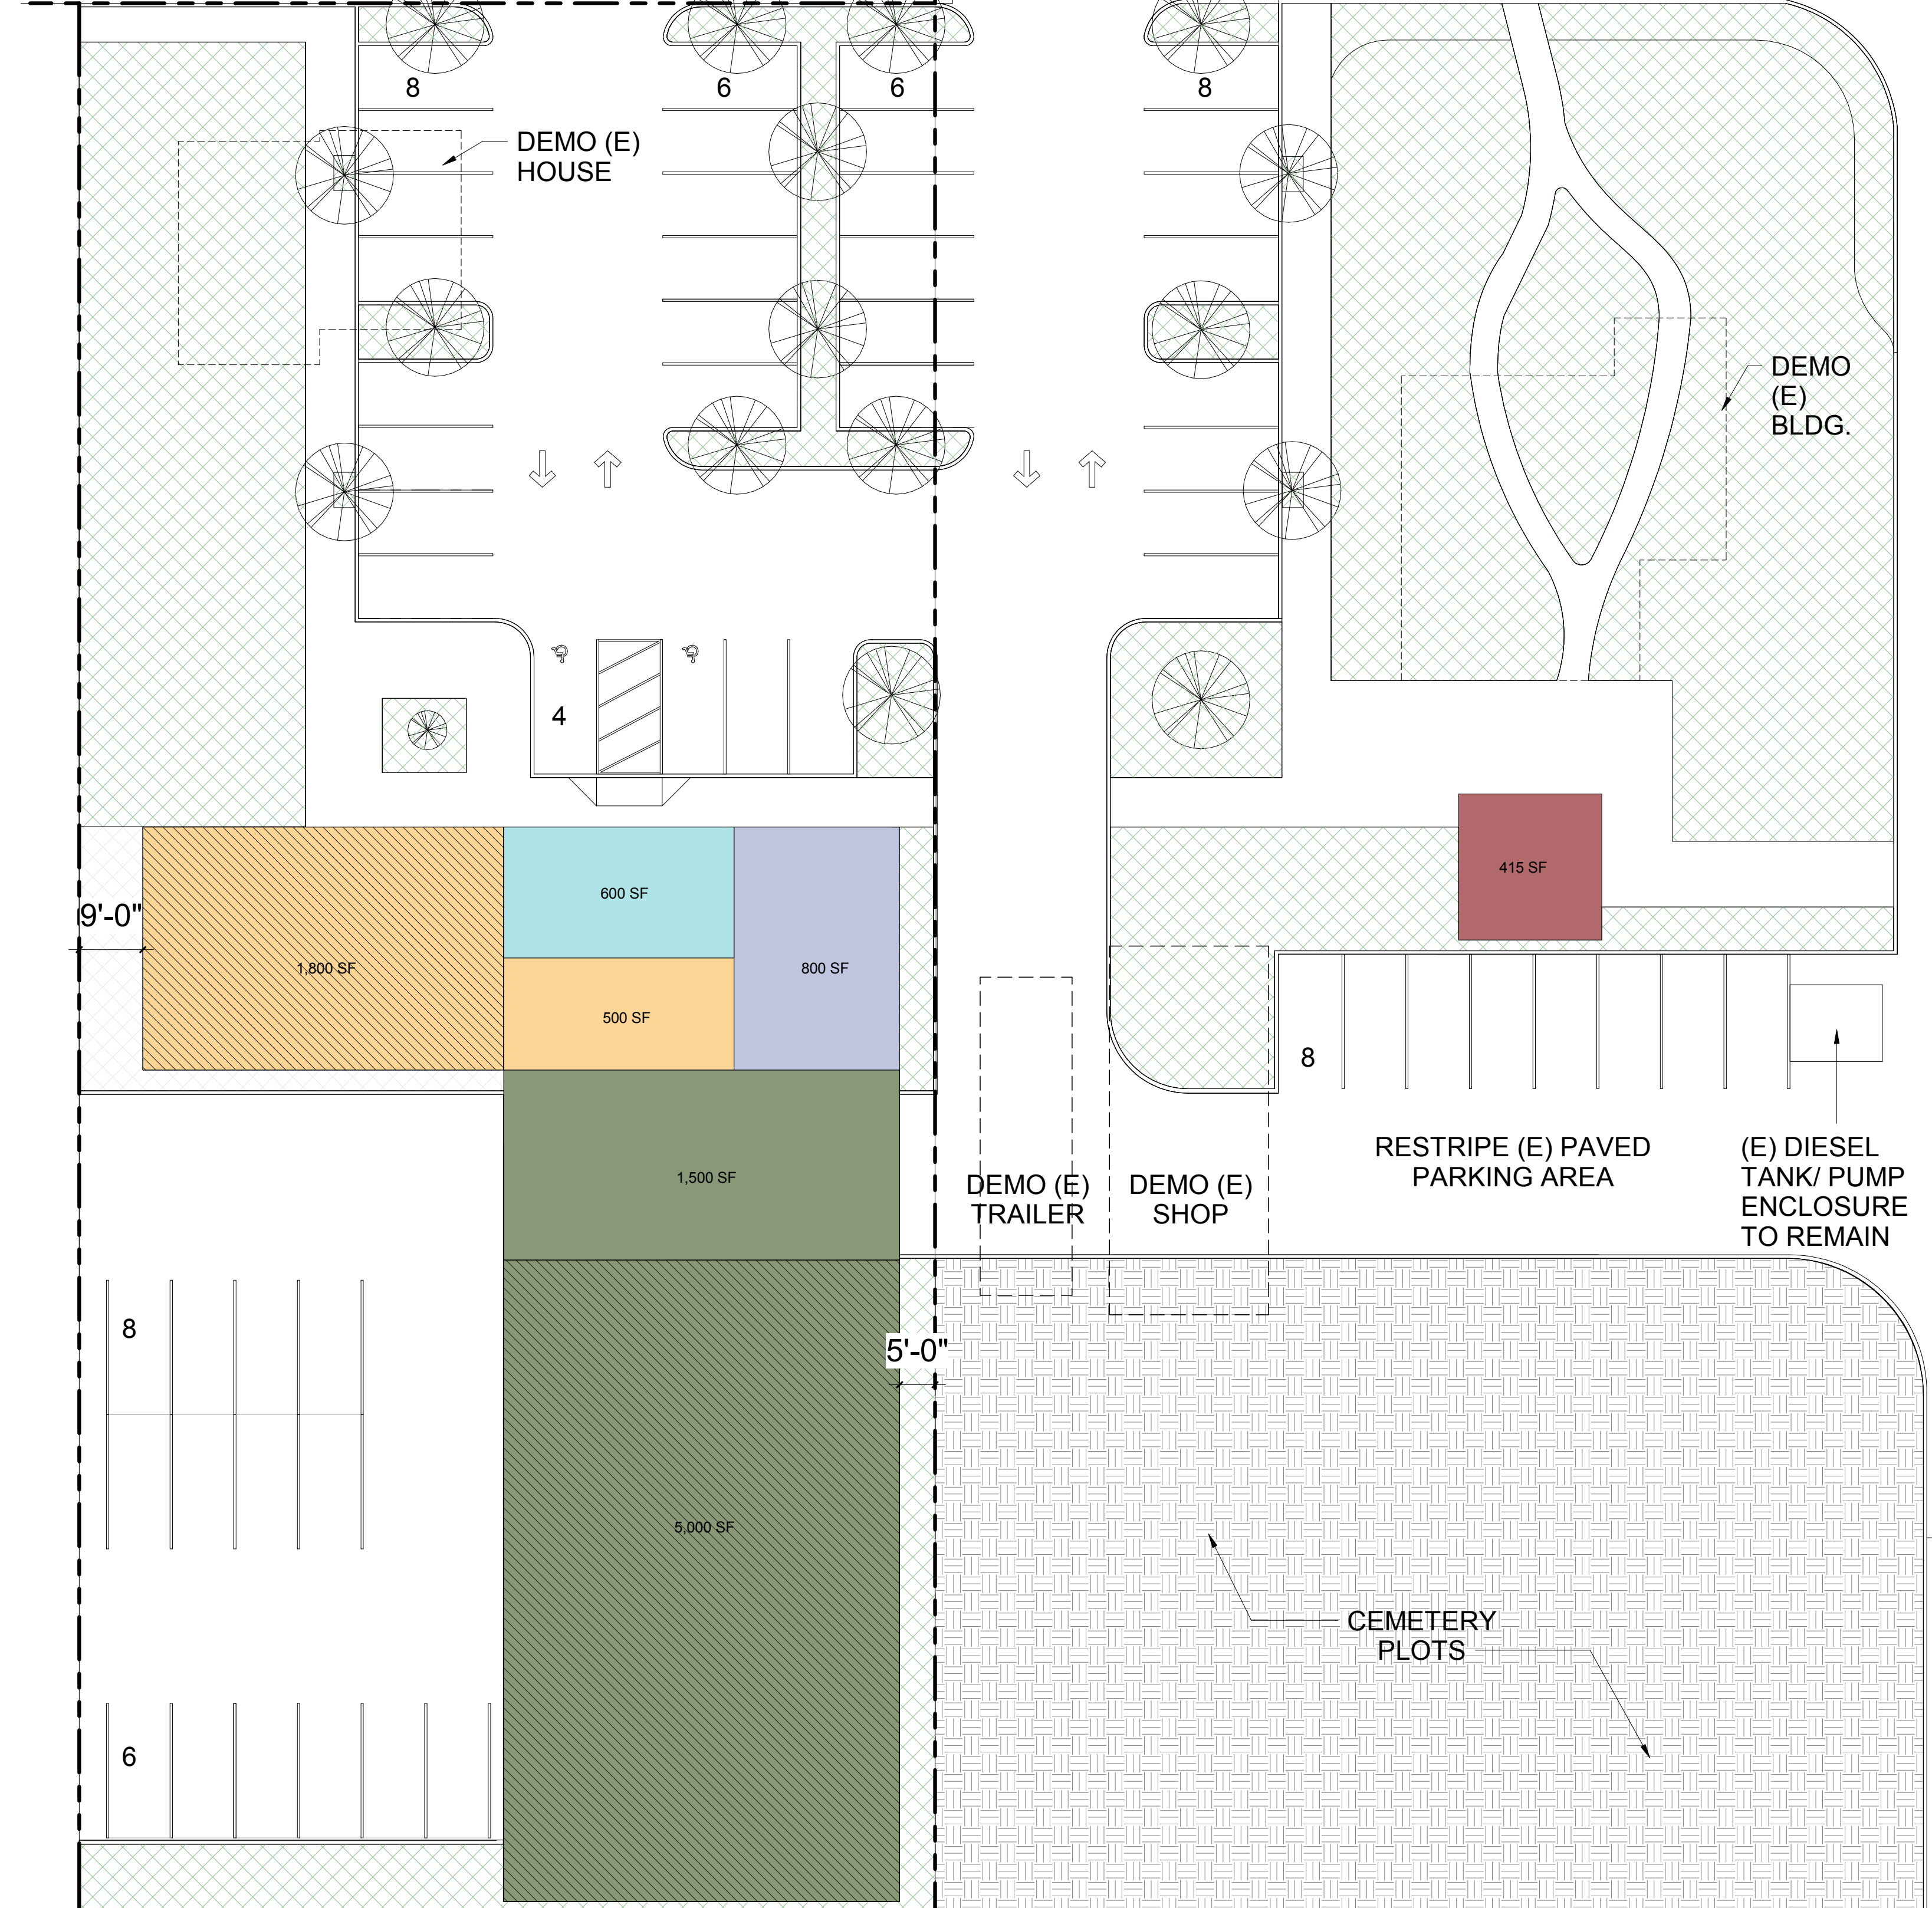 8
6
6
8
DEMO (E)
HOUSE
DEMO
(E)
BLDG.
4
9'-0"
1,800 SF
600 SF
500 SF
800 SF
415 SF
8
1,500 SF
DEMO (E)
TRAILER
DEMO (E)
SHOP
RESTRIPE (E) PAVED
PARKING AREA
(E) DIESEL
TANK/ PUMP
ENCLOSURE
TO REMAIN
8
5'-0"
5,000 SF
CEMETERY
PLOTS
6